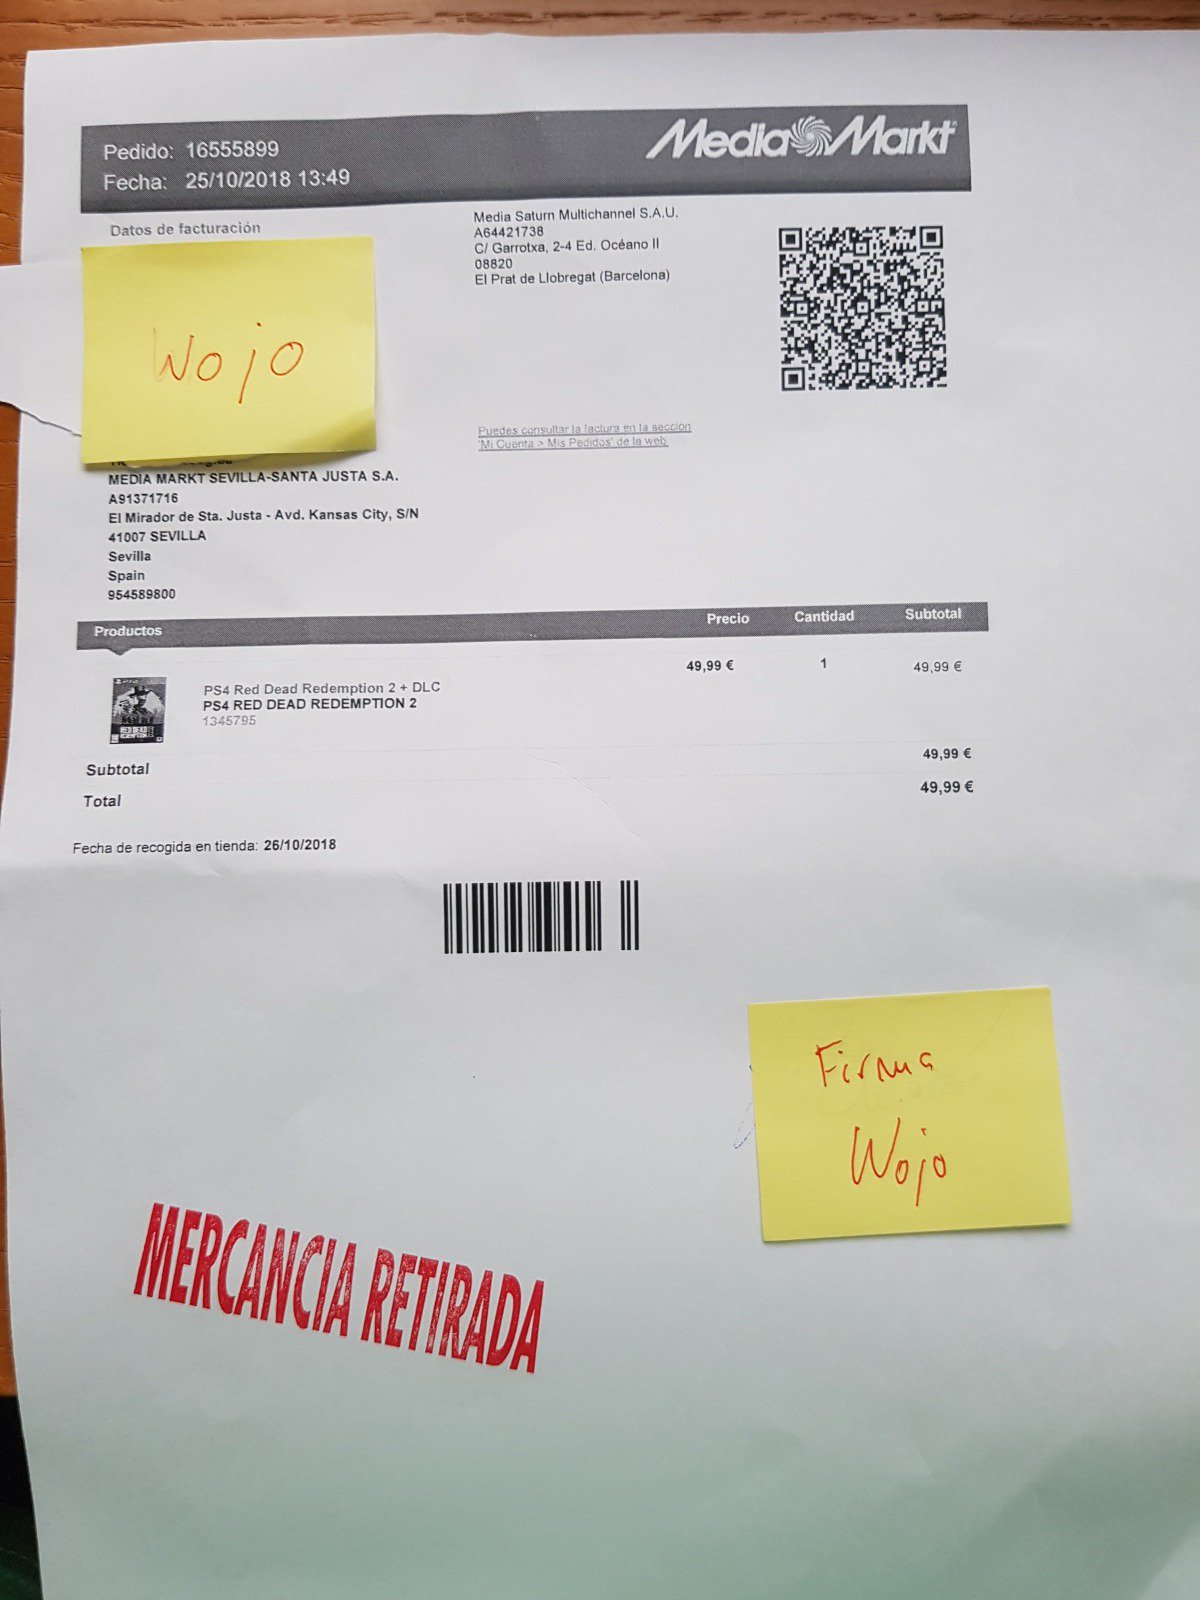 Pedido: 16555899
Fecha: 25/10/2018 13:49
MediaMarkt
Datos de facturación
Wojo
Media Saturn Multichannel S.A.U.
A64421738
C/ Garrotxa, 2-4 Ed. Océano II
08820
El Prat de Llobregat (Barcelona)
Puedes consultar la factura en la sección
'Mi Cuenta > Mis Pedidos' de la web.
MEDIA MARKT SEVILLA-SANTA JUSTA S.A.
A91371716
El Mirador de Sta. Justa - Avd. Kansas City, S/N
41007 SEVILLA
Sevilla
Spain
954589800
Productos Precio Cantidad Subtotal
49,99 € 1 49,99 €
PS4 Red Dead Redemption 2 + DLC
PS4 RED DEAD REDEMPTION 2
1345795
Subtotal 49,99 €
Total 49,99 €
Fecha de recogida en tienda: 26/10/2018
Firma
Wojo
MERCANCIA RETIRADA